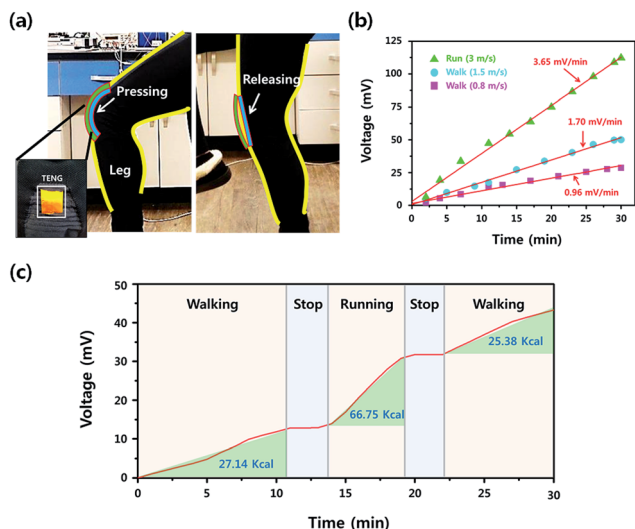 (a)
Pressing
Releasing
Leg
TENG
(b)
125
100
75
50
25
0
Voltage (mV)
Run (3 m/s)
Walk (1.5 m/s)
Walk (0.8 m/s)
3.65 mV/min
1.70 mV/min
0.96 mV/min
0 5 10 15 20 25 30
Time (min)
(c)
50
40
30
20
10
0
Voltage (mV)
Walking Stop Running Stop Walking
27.14 Kcal
66.75 Kcal
25.38 Kcal
0 5 10 15 20 25 30
Time (min)